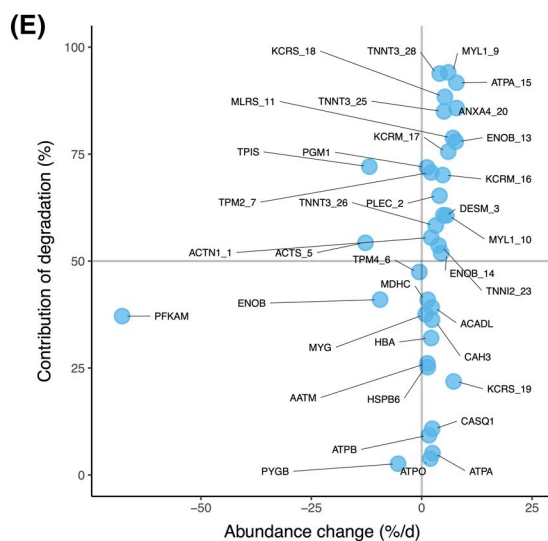 (E)
100
75
50
25
0
Contribution of degradation (%)
KCRS_18
TNNT3_28
MYL1_9
ATPA_15
MLRS_11
TNNT3_25
ANXA4_20
KCRM_17
ENOB_13
TPIS
PGM1
KCRM_16
TPM2_7
TNNT3_26
PLEC_2
DESM_3
MYL1_10
ACTN1_1
ACTS_5
TPM4_6
ENOB_14
TNNI2_23
MDHC
ENOB
PFKAM
ACADL
MYG
HBA
CAH3
AATM
HSPB6
KCRS_19
CASQ1
ATPB
PYGB
ATPO
ATPA
−50
−25
0
25
Abundance change (%/d)